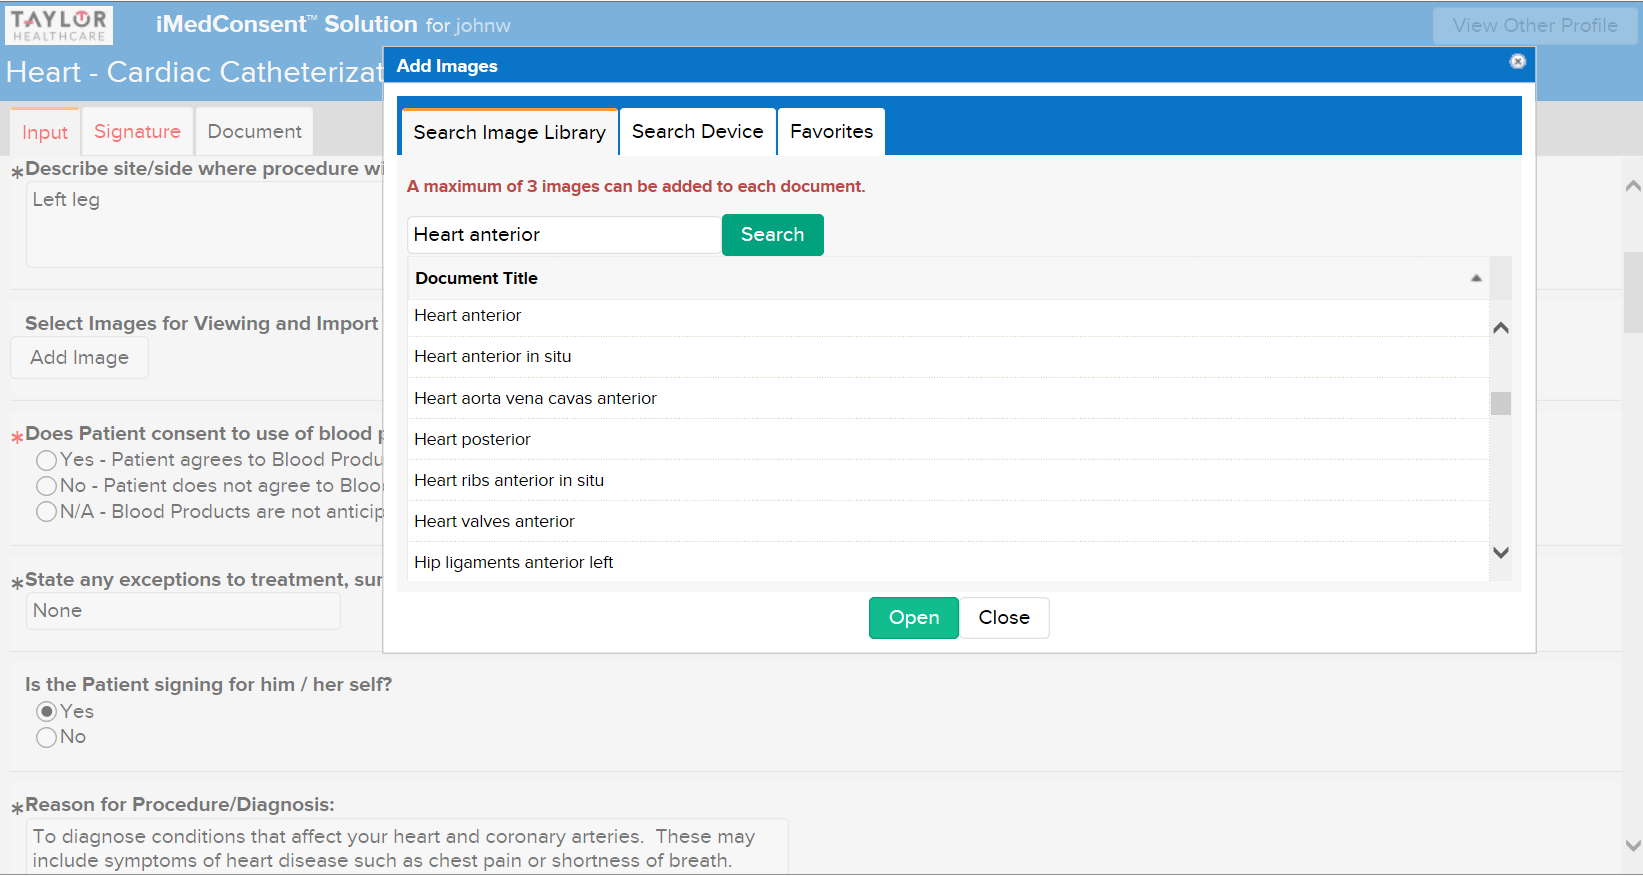 TAYLOR
HEALTHCARE
iMedConsent™ Solution for johnw
View Other Profile
Heart - Cardiac Catheterizat
Input
Signature
Document
*Describe site/side where procedure wi
Left leg
Select Images for Viewing and Import
Add Image
*Does Patient consent to use of blood p
Yes - Patient agrees to Blood Produ
No - Patient does not agree to Bloo
N/A - Blood Products are not anticip
*State any exceptions to treatment, sur
None
Is the Patient signing for him / her self?
Yes
No
*Reason for Procedure/Diagnosis:
To diagnose conditions that affect your heart and coronary arteries.  These may
include symptoms of heart disease such as chest pain or shortness of breath.
Add Images
Search Image Library
Search Device
Favorites
A maximum of 3 images can be added to each document.
Heart anterior
Search
Document Title
Heart anterior
Heart anterior in situ
Heart aorta vena cavas anterior
Heart posterior
Heart ribs anterior in situ
Heart valves anterior
Hip ligaments anterior left
Open
Close